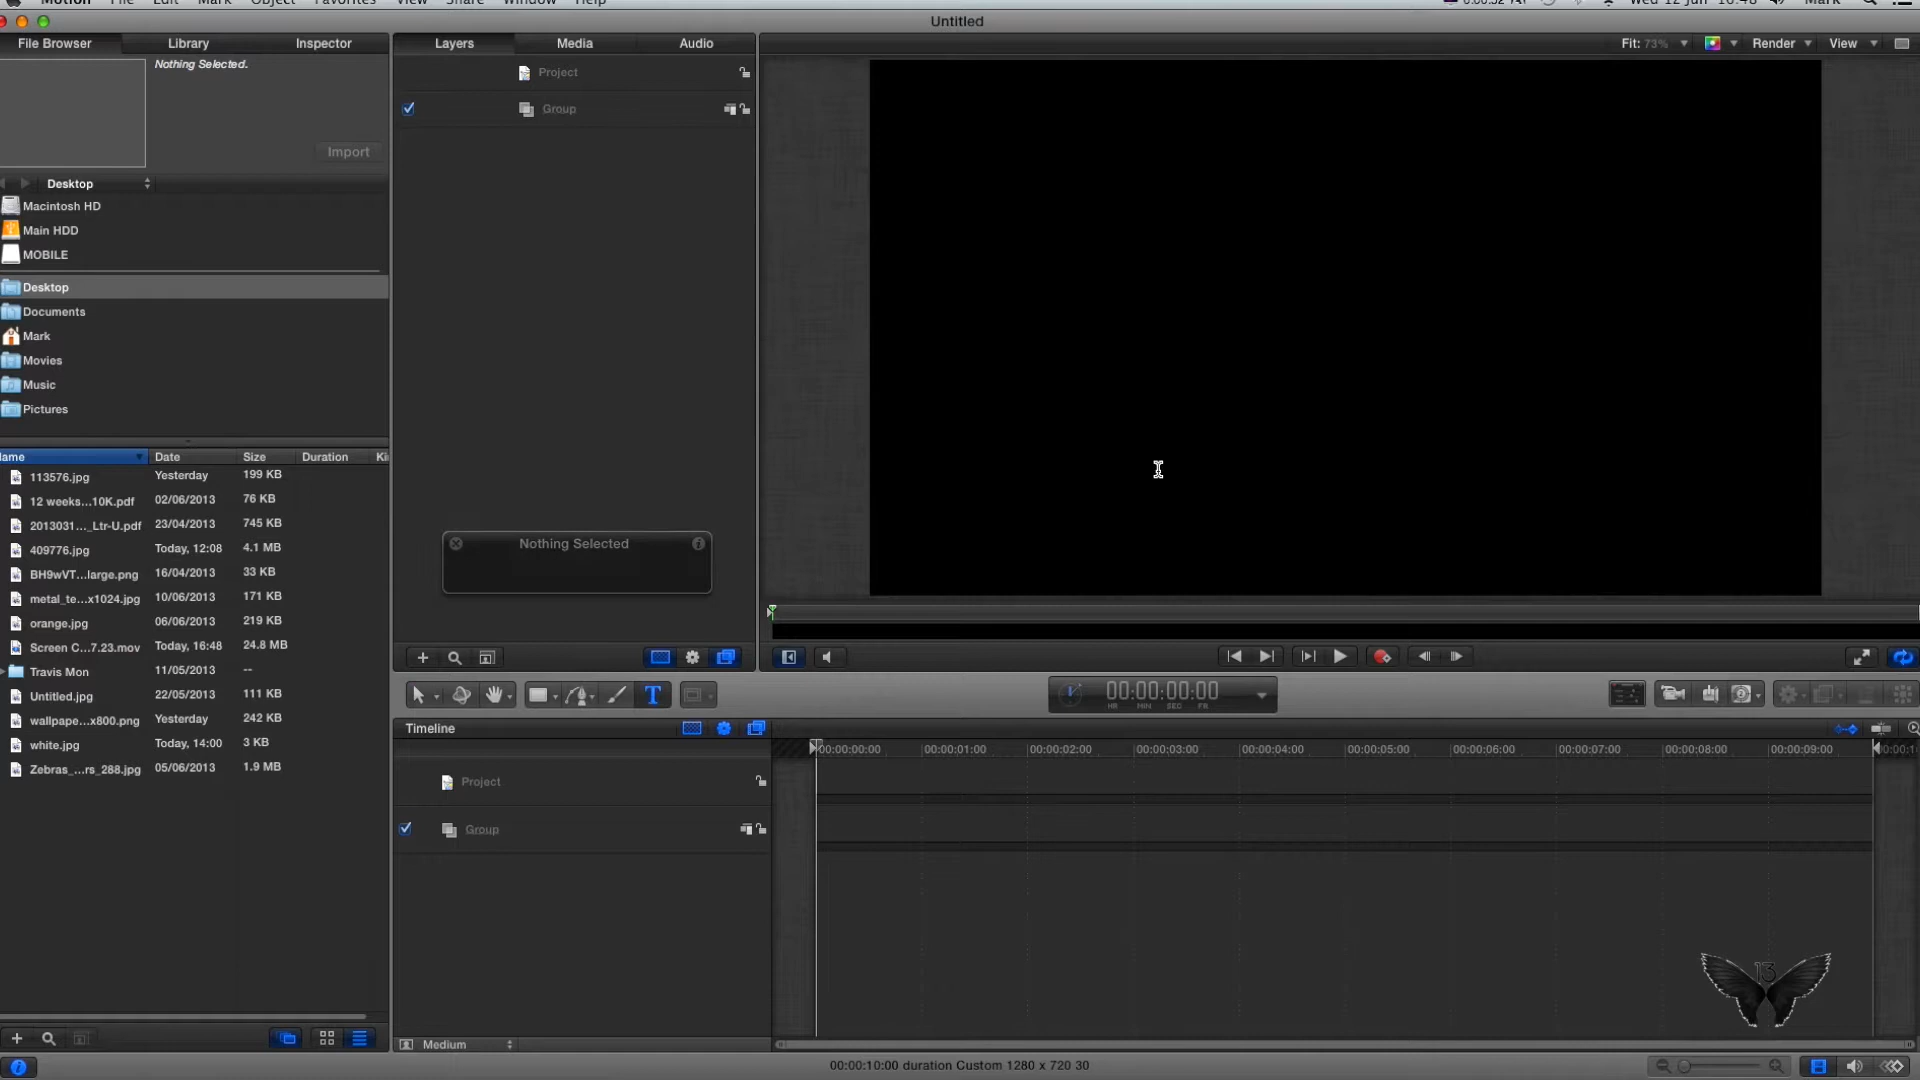 Motion File Edit Mark Object Favorites View Share Window Help
Wed 12 Jun 16:48 Mark
Untitled
File Browser Library Inspector
Layers Media Audio
Fit: 73% Render View
Nothing Selected.
Import
Project
Group
Desktop
Macintosh HD
Main HDD
MOBILE
Desktop
Documents
Mark
Movies
Music
Pictures
ame Date Size Duration Ki
113576.jpg Yesterday 199 KB
12 weeks...10K.pdf 02/06/2013 76 KB
2013031..._Ltr-U.pdf 23/04/2013 745 KB
409776.jpg Today, 12:08 4.1 MB
BH9wVT...large.png 16/04/2013 33 KB
metal_te...x1024.jpg 10/06/2013 171 KB
orange.jpg 06/06/2013 219 KB
Screen C...7.23.mov Today, 16:48 24.8 MB
Travis Mon 11/05/2013 --
Untitled.jpg 22/05/2013 111 KB
wallpape...x800.png Yesterday 242 KB
white.jpg Today, 14:00 3 KB
Zebras_...rs_288.jpg 05/06/2013 1.9 MB
Nothing Selected
T
00:00:00:00
HR MIN SEC FR
Timeline
00:00:00:00 00:00:01:00 00:00:02:00 00:00:03:00 00:00:04:00 00:00:05:00 00:00:06:00 00:00:07:00 00:00:08:00 00:00:09:00
Project
Group
13
Medium
00:00:10:00 duration Custom 1280 x 720 30